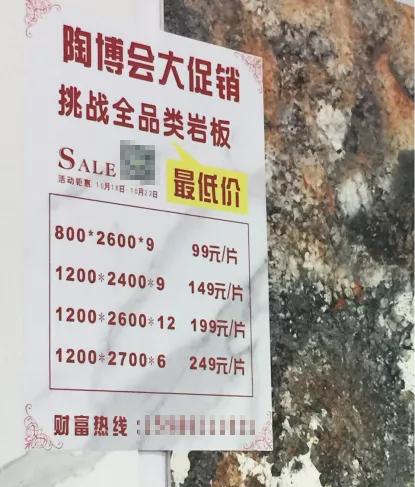 陶博会大促销
挑战全品类岩板
SALE
活动钜惠 10月18日-10月22日
最低价
800*2600*9 99元/片
1200*2400*9 149元/片
1200*2600*12 199元/片
1200*2700*6 249元/片
财富热线：